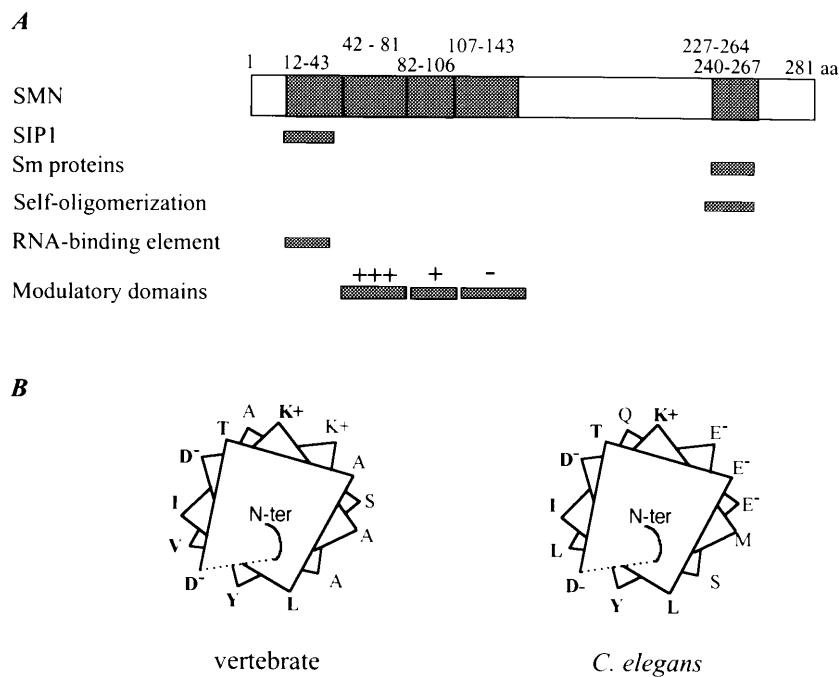 A
42 - 81 107-143 227-264
1 12-43 82-106 240-267 281 aa
SMN
SIP1
Sm proteins
Self-oligomerization
RNA-binding element
+++ + -
Modulatory domains
B
T A K+ K+ A S A A L Y D- V I D-
N-ter
vertebrate
T Q K+ E- E- E- M S L Y D- L I D-
N-ter
C. elegans